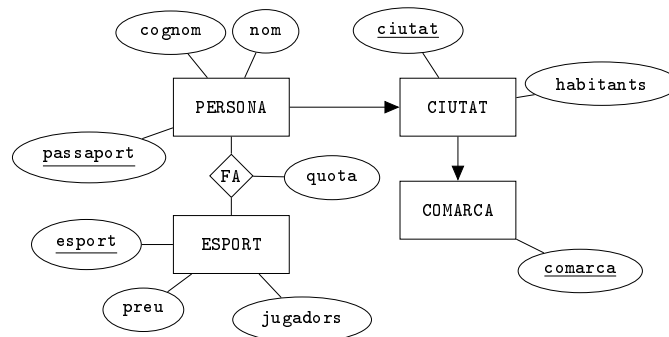 cognom
nom
ciutat
habitants
PERSONA
CIUTAT
passaport
FA
quota
COMARCA
esport
ESPORT
comarca
preu
jugadors